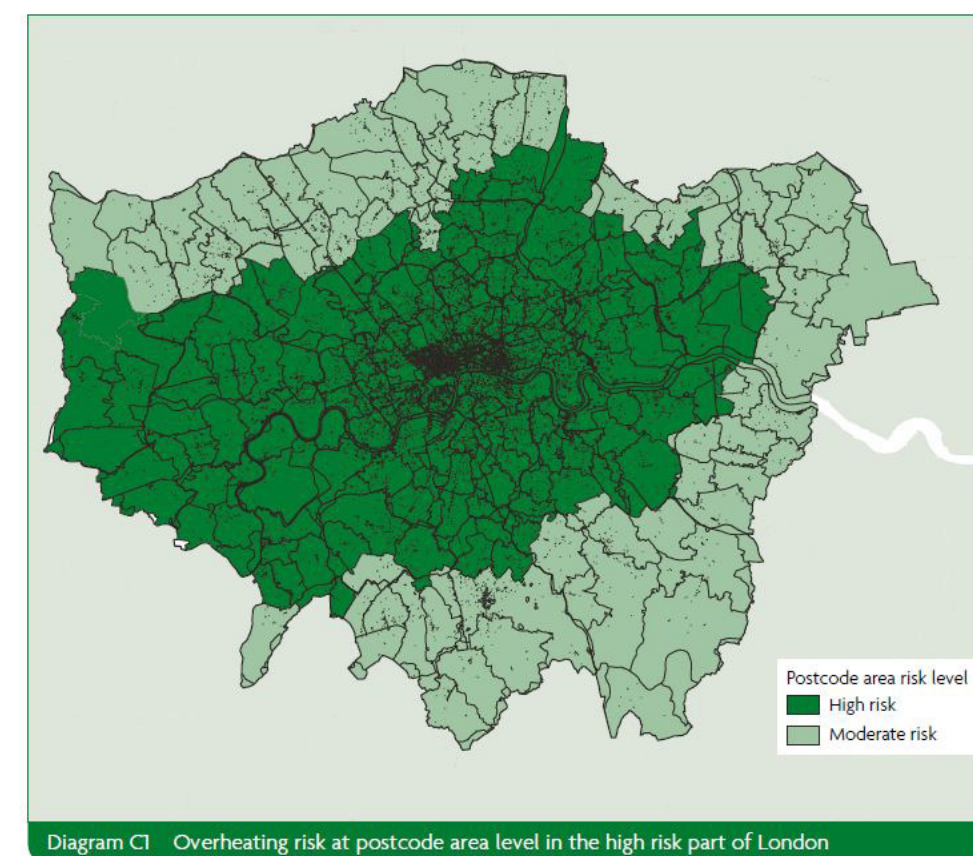 Postcode area risk level
High risk
Moderate risk
Diagram C1 Overheating risk at postcode area level in the high risk part of London